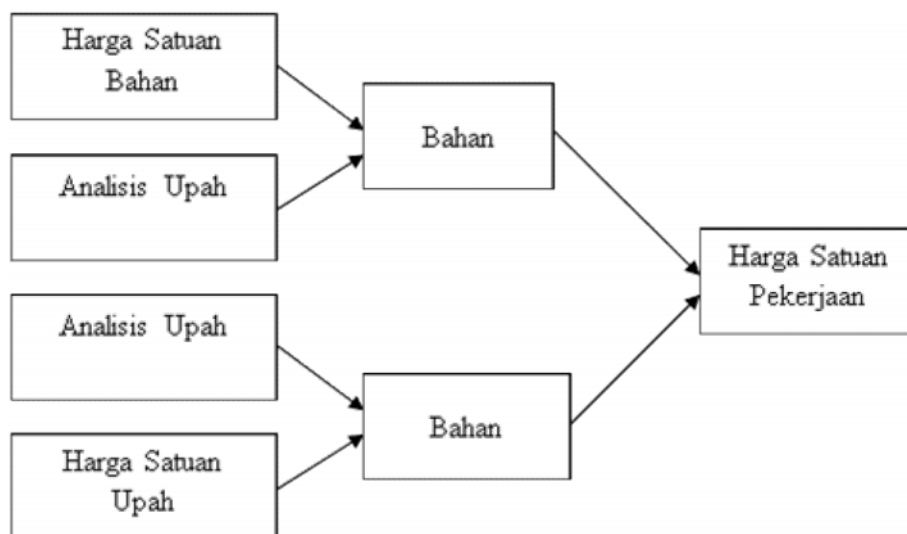 Harga Satuan
Bahan
Analisis Upah
Bahan
Harga Satuan
Pekerjaan
Analisis Upah
Harga Satuan
Upah
Bahan